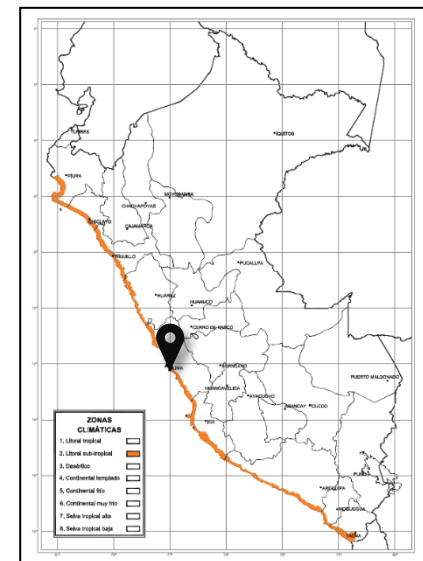 TUMBES
IQUITOS
PIURA
MOYOBAMBA
CHACHAPOYAS
CHICLAYO
CAJAMARCA
TRUJILLO
PUCALLPA
HUARAZ
HUANUCO
CERRO DE PASCO
LIMA
HUANCAYO
PUERTO MALDONADO
HUANCAVELICA
AYACUCHO
ABANCAY
CUZCO
ICA
PUNO
AREQUIPA
MOQUEGUA
TACNA
ZONAS
CLIMÁTICAS
1. Litoral tropical
2. Litoral sub-tropical
3. Desértico
4. Continental templado
5. Continental frío
6. Continental muy frío
7. Selva tropical alta
8. Selva tropical baja